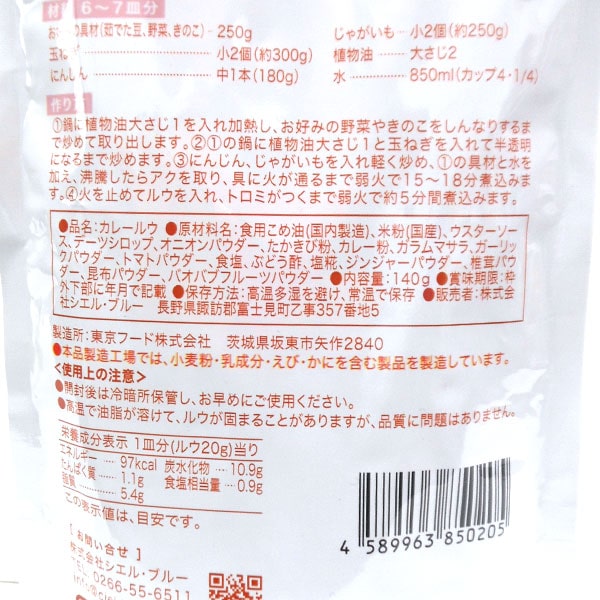 材料 6～7皿分
お の具材(茹でた豆、野菜、きのこ) … 250g じゃがいも … 小2個(約250g)
玉ねぎ … 小2個(約300g) 植物油 … 大さじ2
にんじん … 中1本(180g) 水 … 850ml(カップ4・1/4)
作り方
①鍋に植物油大さじ1を入れ加熱し、お好みの野菜やきのこをしんなりするま
で炒めて取り出します。②①の鍋に植物油大さじ1と玉ねぎを入れて半透明
になるまで炒めます。③にんじん、じゃがいもを入れ軽く炒め、①の具材と水を
加え、沸騰したらアクを取り、具に火が通るまで弱火で15～18分煮込みま
す。④火を止めてルウを入れ、トロミがつくまで弱火で約5分間煮込みます。
●品名:カレールウ ●原材料名:食用こめ油(国内製造)、米粉(国産)、ウスターソー
ス、デーツシロップ、オニオンパウダー、たかきび粉、カレー粉、ガラムマサラ、ガーリッ
クパウダー、トマトパウダー、食塩、ぶどう酢、塩糀、ジンジャーパウダー、椎茸パウ
ダー、昆布パウダー、バオバブフルーツパウダー ●内容量:140g ●賞味期限:枠
外下部に年月で記載 ●保存方法:高温多湿を避け、常温で保存 ●販売者:株式会
社シエル・ブルー 長野県諏訪郡富士見町乙事357番地5
製造所:東京フード株式会社 茨城県坂東市矢作2840
●本品製造工場では、小麦粉・乳成分・えび・かにを含む製品を製造しています。
<使用上の注意>
●開封後は冷暗所保管し、お早めにご使用ください。
●高温で油脂が溶けて、ルウが固まることがありますが、品質に問題はありません。
栄養成分表示 1皿分(ルウ20g)当り
エネルギー … 97kcal 炭水化物 … 10.9g
たんぱく質 … 1.1g 食塩相当量 … 0.9g
脂質 … 5.4g
この表示値は、目安です。
4 589963 850205
[お問い合せ]
株式会社シエル・ブルー
TEL 0266-55-6511